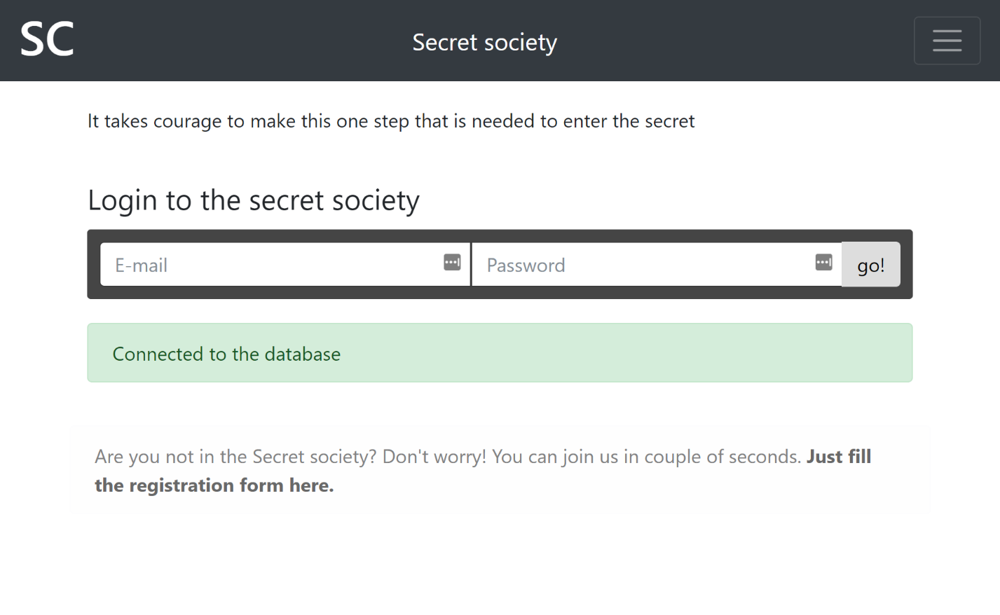 SC
Secret society
It takes courage to make this one step that is needed to enter the secret
Login to the secret society
E-mail
Password
go!
Connected to the database
Are you not in the Secret society? Don't worry! You can join us in couple of seconds. Just fill
the registration form here.